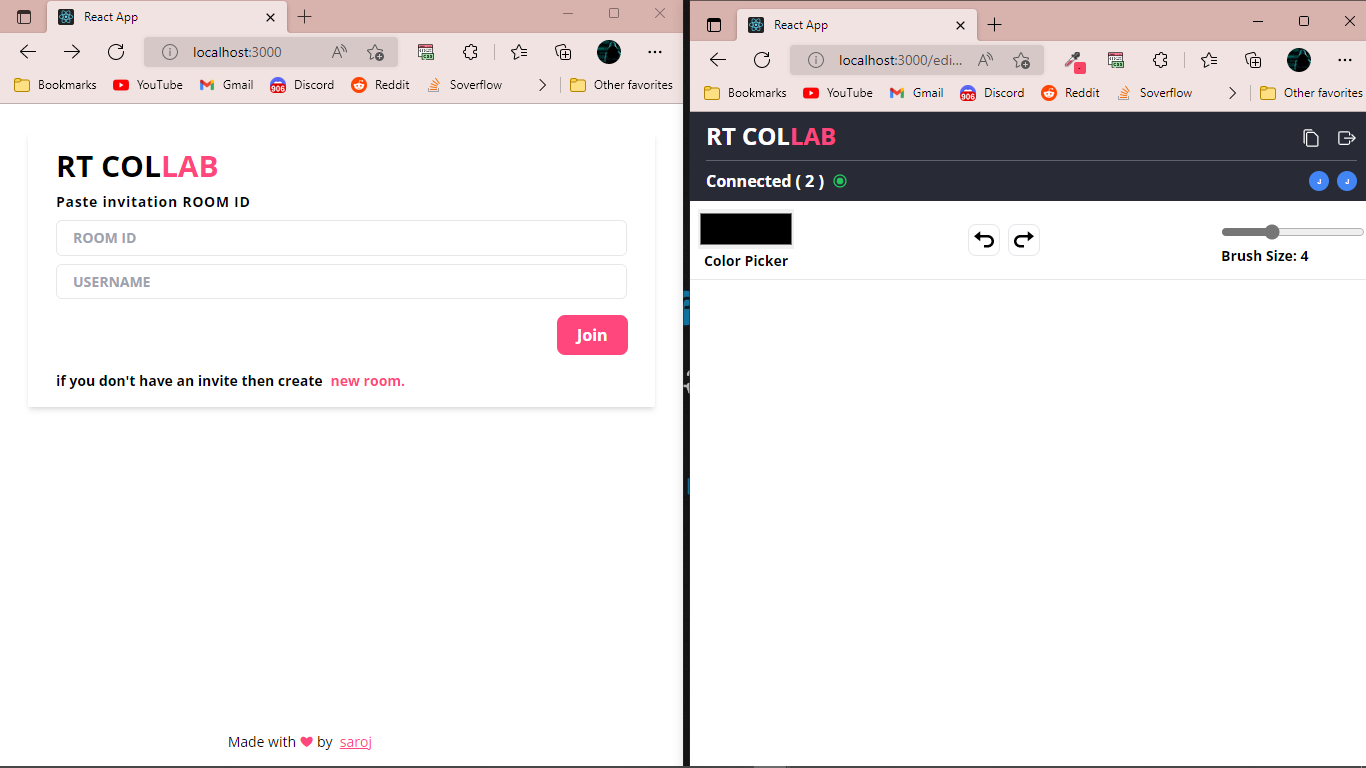 React App
localhost:3000
Bookmarks YouTube Gmail Discord Reddit Soverflow Other favorites
RT COLLAB
Paste invitation ROOM ID
ROOM ID
USERNAME
Join
if you don't have an invite then create new room.
Made with ❤ by saroj
React App
localhost:3000/edi...
Bookmarks YouTube Gmail Discord Reddit Soverflow Other favorites
RT COLLAB
Connected ( 2 )
J J
Color Picker
Brush Size: 4